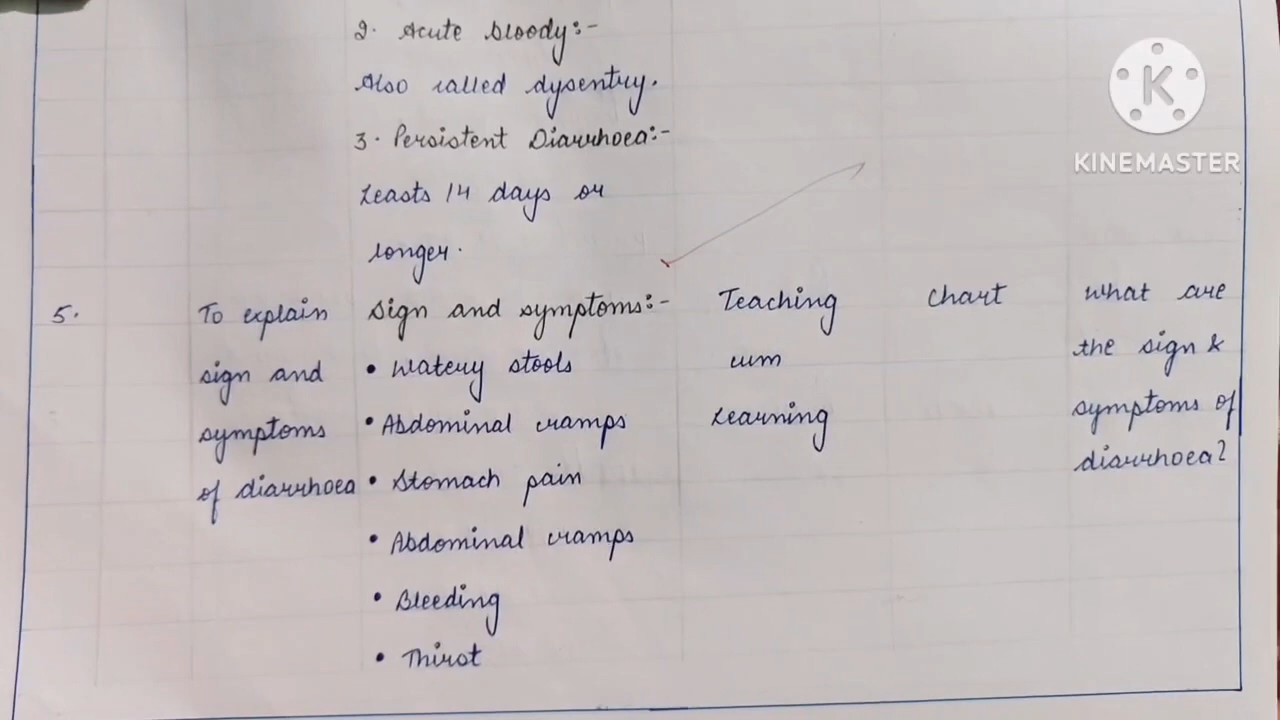 2. Acute bloody:-
Also called dysentry.
3. Persistent Diarrhoea:-
Leasts 14 days or
longer.
5.
To explain
sign and
symptoms
of diarrhoea
Sign and symptoms:-
• Watery stools
• Abdominal cramps
• Stomach pain
• Abdominal cramps
• Bleeding
• Thirst
Teaching
cum
Learning
Chart
What are
the sign &
symptoms of
diarrhoea?
K
KINEMASTER